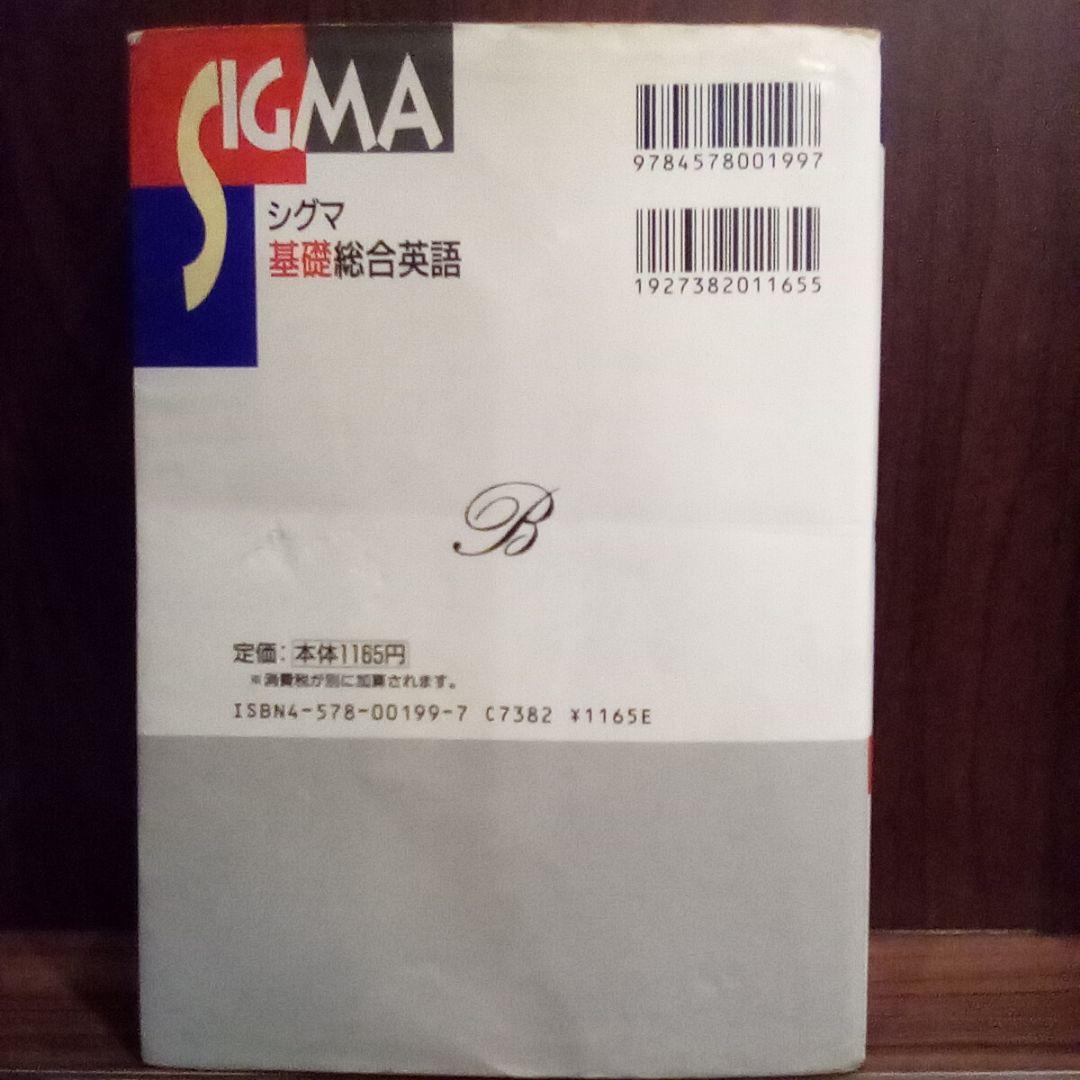 SIGMA
シグマ
基礎総合英語
9784578001997
1927382011655
B
定価: 本体1165円
※消費税が別に加算されます。
ISBN4-578-00199-7 C7382 ¥1165E